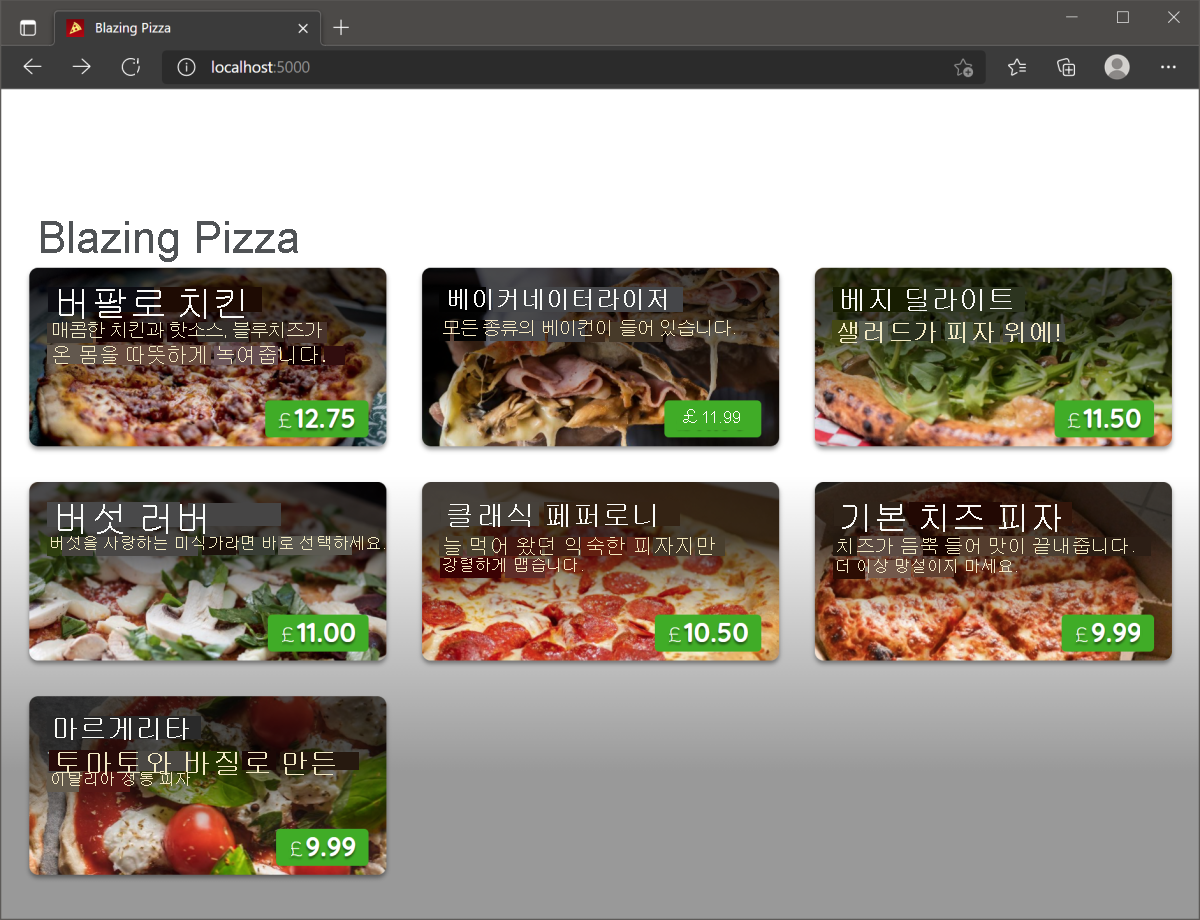 Blazing Pizza
localhost:5000
Blazing Pizza
버팔로 치킨
매콤한 치킨과 핫소스, 블루치즈가
온 몸을 따뜻하게 녹여줍니다.
£12.75
베이커네이터라이저
모든 종류의 베이컨이 들어 있습니다.
£ 11.99
베지 딜라이트
샐러드가 피자 위에!
£11.50
버섯 러버
버섯을 사랑하는 미식가라면 바로 선택하세요.
£11.00
클래식 페퍼로니
늘 먹어 왔던 익숙한 피자지만
강렬하게 맵습니다.
£10.50
기본 치즈 피자
치즈가 듬뿍 들어 맛이 끝내줍니다.
더 이상 망설이지 마세요.
£9.99
마르게리타
토마토와 바질로 만든
이탈리아 정통 피자
£9.99